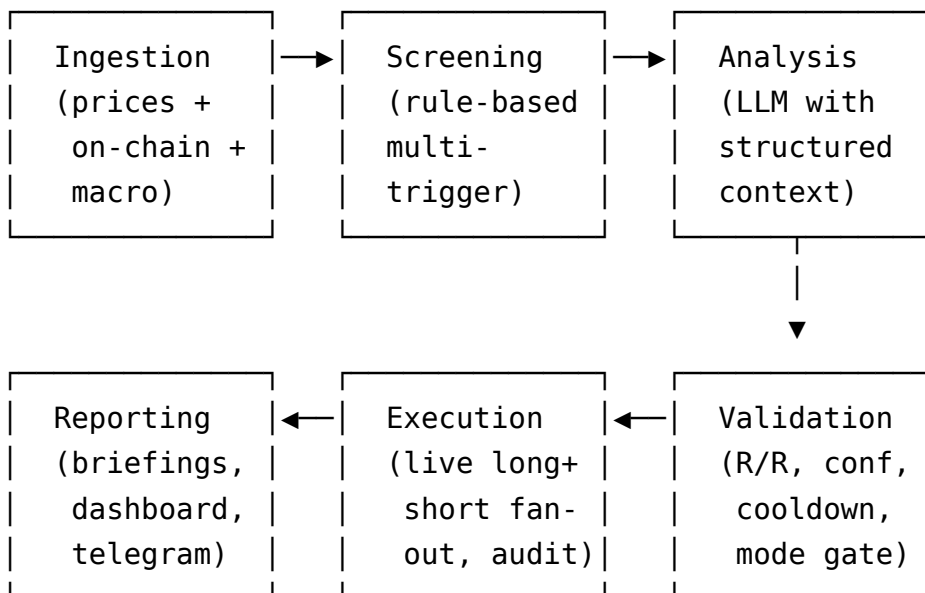 Ingestion
(prices +
on-chain +
macro)
Screening
(rule-based
multi-
trigger)
Analysis
(LLM with
structured
context)
Reporting
(briefings,
dashboard,
telegram)
Execution
(live long+
short fan-
out, audit)
Validation
(R/R, conf,
cooldown,
mode gate)